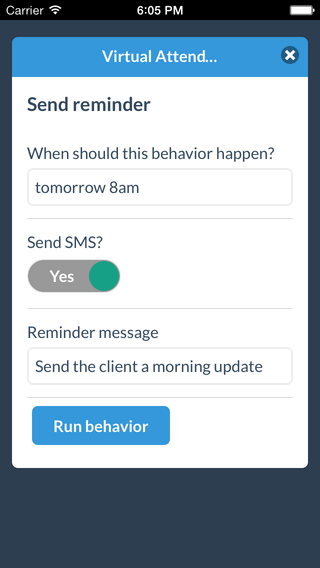 Carrier 6:05 PM
Virtual Attend...
Send reminder
When should this behavior happen?
tomorrow 8am
Send SMS?
Yes
Reminder message
Send the client a morning update
Run behavior